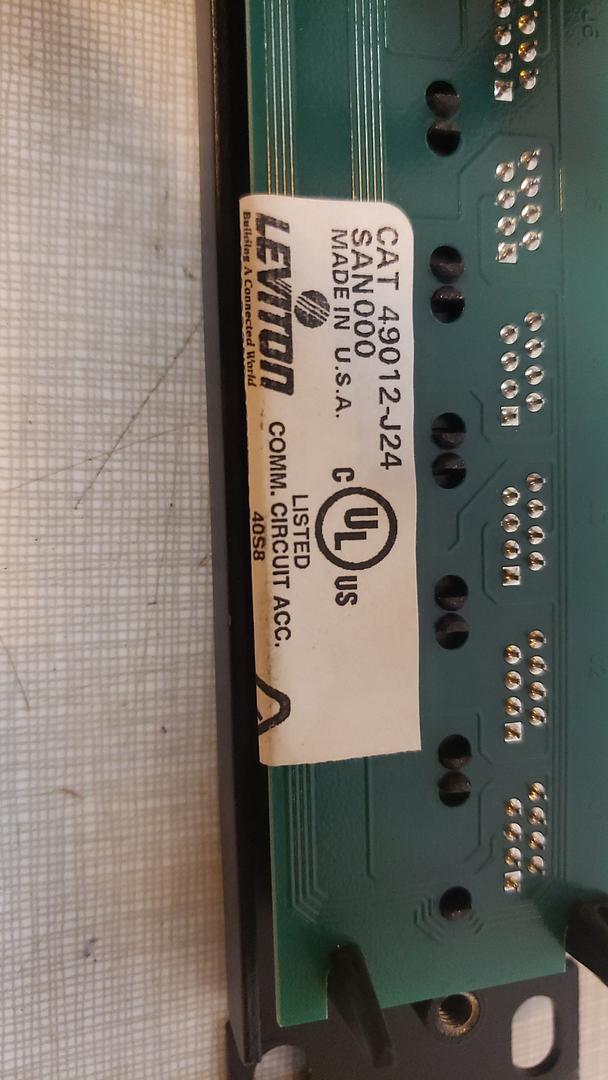 CAT 49012-J24
SAN000
MADE IN U.S.A.
LEVITON
Building A Connected World
C UL US
LISTED
COMM. CIRCUIT ACC.
40S8